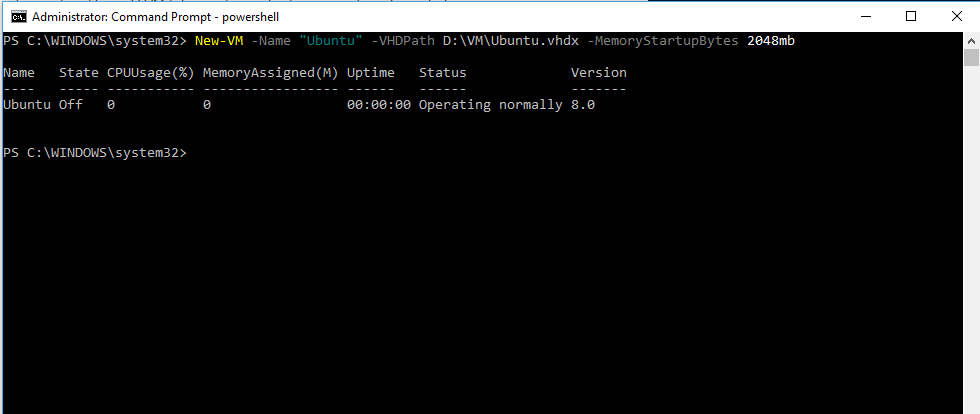 Administrator: Command Prompt - powershell
PS C:\WINDOWS\system32> New-VM -Name "Ubuntu" -VHDPath D:\VM\Ubuntu.vhdx -MemoryStartupBytes 2048mb
Name   State CPUUsage(%) MemoryAssigned(M) Uptime   Status             Version
----   ----- ----------- ----------------- ------   ------             -------
Ubuntu Off   0           0                 00:00:00 Operating normally 8.0
PS C:\WINDOWS\system32>